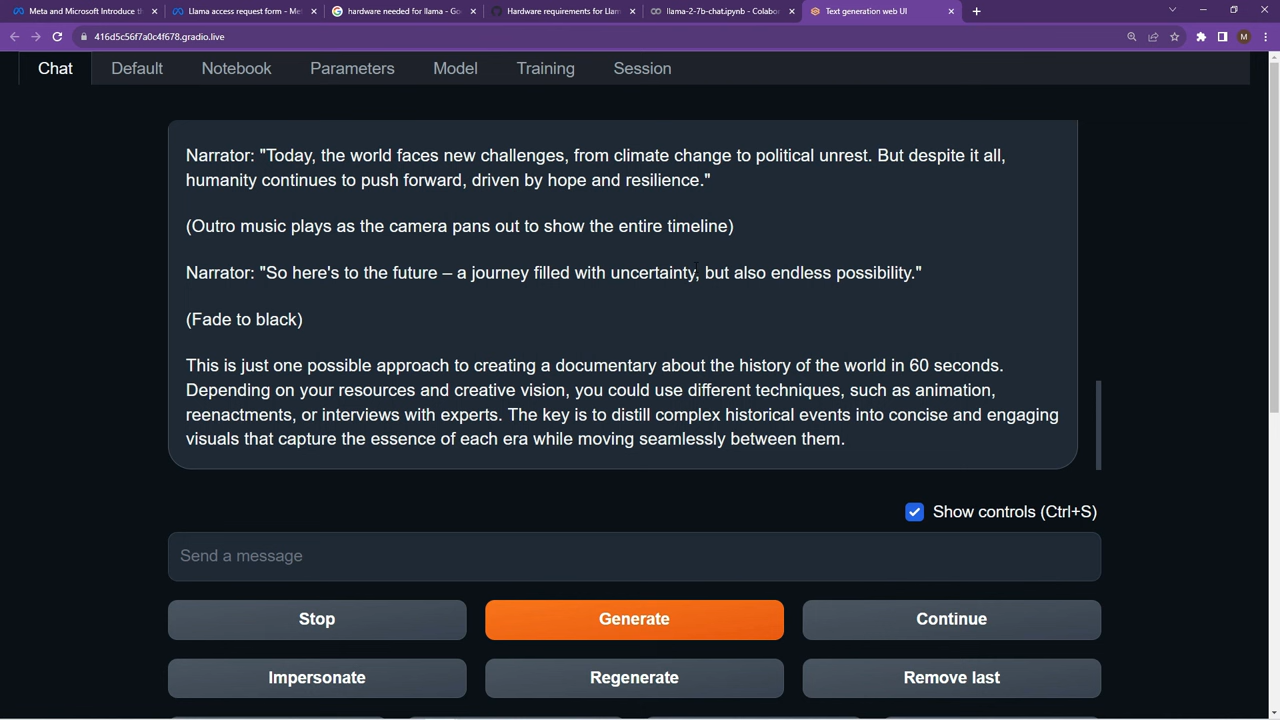 Meta and Microsoft Introduce th
Llama access request form - Met
hardware needed for llama - Goo
Hardware requirements for Llam
llama-2-7b-chat.ipynb - Colabor
Text generation web UI
416d5c56f7a0c4f678.gradio.live
M
Chat
Default
Notebook
Parameters
Model
Training
Session
Narrator: "Today, the world faces new challenges, from climate change to political unrest. But despite it all,
humanity continues to push forward, driven by hope and resilience."
(Outro music plays as the camera pans out to show the entire timeline)
Narrator: "So here's to the future – a journey filled with uncertainty, but also endless possibility."
(Fade to black)
This is just one possible approach to creating a documentary about the history of the world in 60 seconds.
Depending on your resources and creative vision, you could use different techniques, such as animation,
reenactments, or interviews with experts. The key is to distill complex historical events into concise and engaging
visuals that capture the essence of each era while moving seamlessly between them.
Show controls (Ctrl+S)
Send a message
Stop
Generate
Continue
Impersonate
Regenerate
Remove last